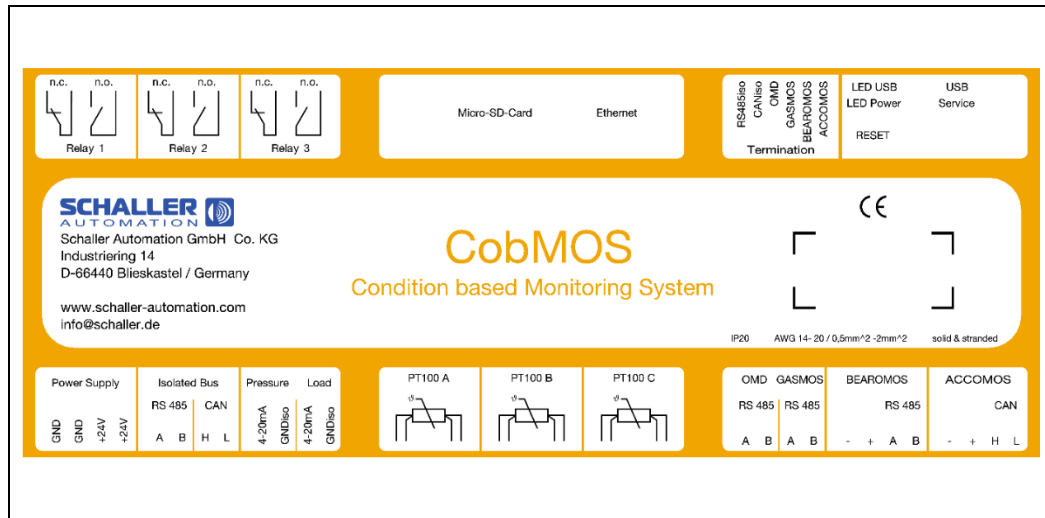 n.c. n.o. n.c. n.o. n.c. n.o.
Relay 1 Relay 2 Relay 3
Micro-SD-Card Ethernet
RS485iso
CANiso
OMD
GASMOS
BEAROMOS
ACCOMOS
Termination
LED USB USB
LED Power Service
RESET
SCHALLER
AUTOMATION
Schaller Automation GmbH Co. KG
Industriering 14
D-66440 Blieskastel / Germany
www.schaller-automation.com
info@schaller.de
CobMOS
Condition based Monitoring System
CE
IP20 AWG 14- 20 / 0,5mm^2 -2mm^2 solid & stranded
Power Supply
GND
GND
+24V
+24V
Isolated Bus
RS 485 CAN
A B H L
Pressure Load
4-20mA
GNDiso
4-20mA
GNDiso
PT100 A PT100 B PT100 C
ϑ ϑ ϑ
OMD GASMOS
RS 485 RS 485
A B A B
BEAROMOS
RS 485
- + A B
ACCOMOS
CAN
- + H L